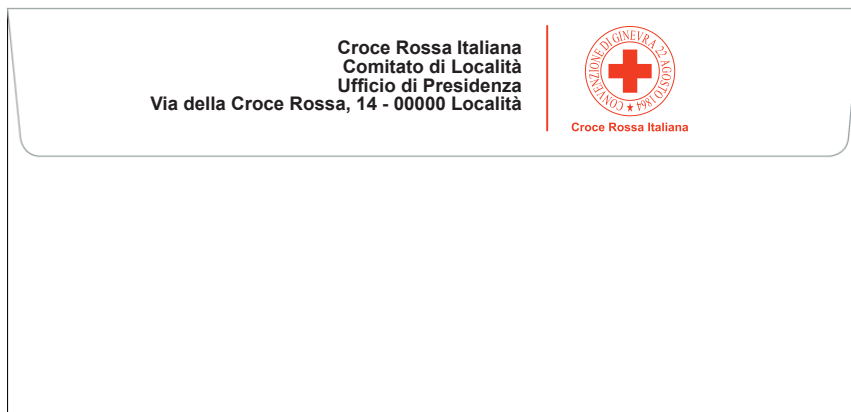 Croce Rossa Italiana
Comitato di Località
Ufficio di Presidenza
Via della Croce Rossa, 14 - 00000 Località
CONVENZIONE DI GINEVRA 22 AGOSTO 1864
Croce Rossa Italiana